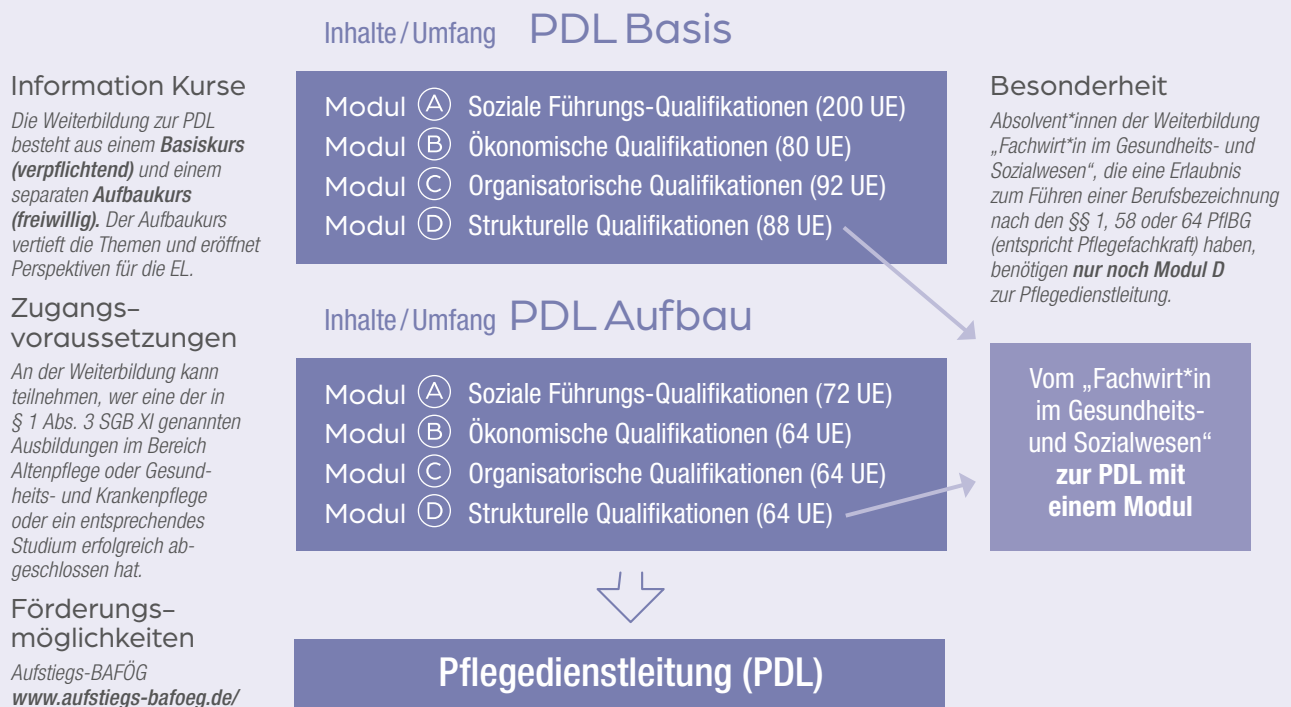 Information Kurse
Die Weiterbildung zur PDL
besteht aus einem Basiskurs
(verpflichtend) und einem
separaten Aufbaukurs
(freiwillig). Der Aufbaukurs
vertieft die Themen und eröffnet
Perspektiven für die EL.
Zugangs-
voraussetzungen
An der Weiterbildung kann
teilnehmen, wer eine der in
§ 1 Abs. 3 SGB XI genannten
Ausbildungen im Bereich
Altenpflege oder Gesund-
heits- und Krankenpflege
oder ein entsprechendes
Studium erfolgreich ab-
geschlossen hat.
Förderungs-
möglichkeiten
Aufstiegs-BAFÖG
www.aufstiegs-bafoeg.de/
Inhalte / Umfang PDL Basis
Modul A Soziale Führungs-Qualifikationen (200 UE)
Modul B Ökonomische Qualifikationen (80 UE)
Modul C Organisatorische Qualifikationen (92 UE)
Modul D Strukturelle Qualifikationen (88 UE)
Inhalte / Umfang PDL Aufbau
Modul A Soziale Führungs-Qualifikationen (72 UE)
Modul B Ökonomische Qualifikationen (64 UE)
Modul C Organisatorische Qualifikationen (64 UE)
Modul D Strukturelle Qualifikationen (64 UE)
Pflegedienstleitung (PDL)
Besonderheit
Absolvent*innen der Weiterbildung
„Fachwirt*in im Gesundheits- und
Sozialwesen“, die eine Erlaubnis
zum Führen einer Berufsbezeichnung
nach den §§ 1, 58 oder 64 PflBG
(entspricht Pflegefachkraft) haben,
benötigen nur noch Modul D
zur Pflegedienstleitung.
Vom „Fachwirt*in
im Gesundheits-
und Sozialwesen“
zur PDL mit
einem Modul